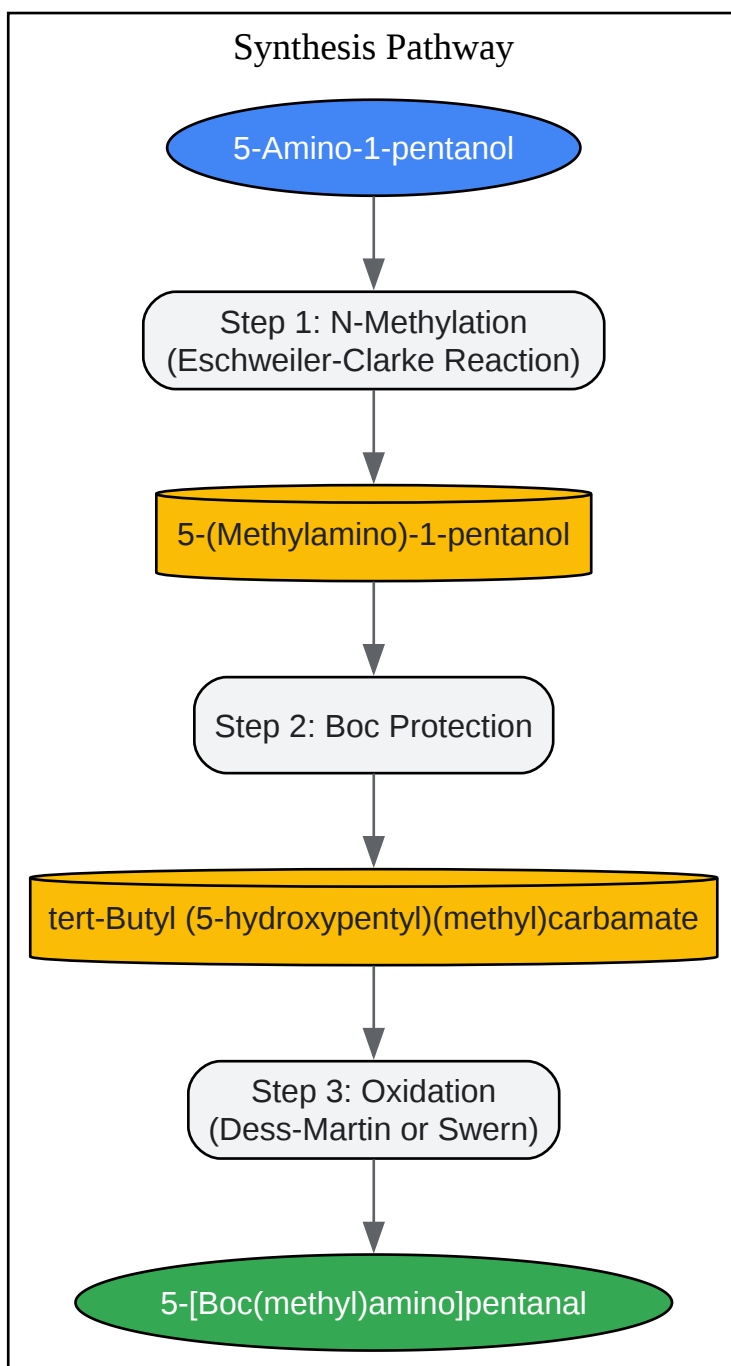 Synthesis Pathway
5-Amino-1-pentanol
Step 1: N-Methylation
(Eschweiler-Clarke Reaction)
5-(Methylamino)-1-pentanol
Step 2: Boc Protection
tert-Butyl (5-hydroxypentyl)(methyl)carbamate
Step 3: Oxidation
(Dess-Martin or Swern)
5-[Boc(methyl)amino]pentanal